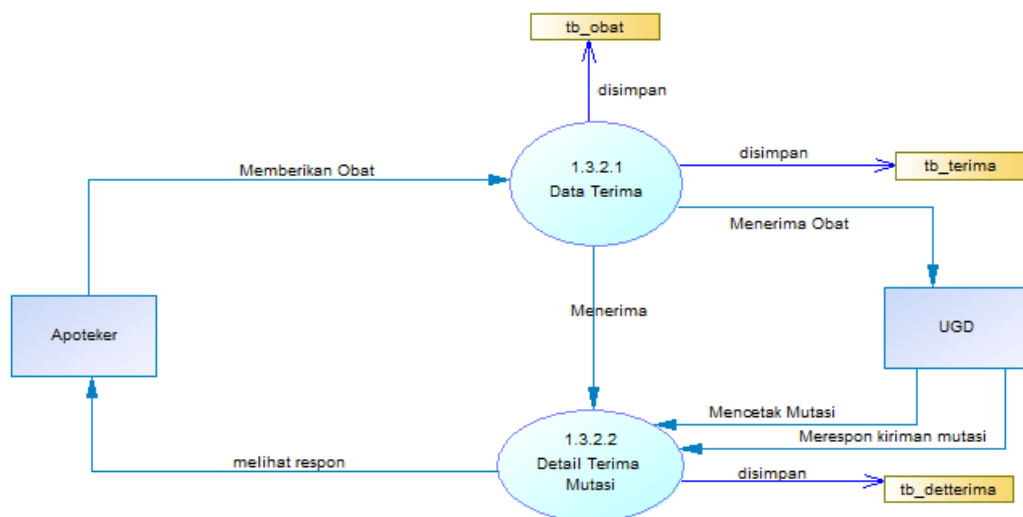 tb_obat
disimpan
disimpan
tb_terima
1.3.2.1
Data Terima
Memberikan Obat
Menerima Obat
Menerima
Apoteker
UGD
Mencetak Mutasi
Merespon kiriman mutasi
1.3.2.2
Detail Terima
Mutasi
melihat respon
disimpan
tb_detterima